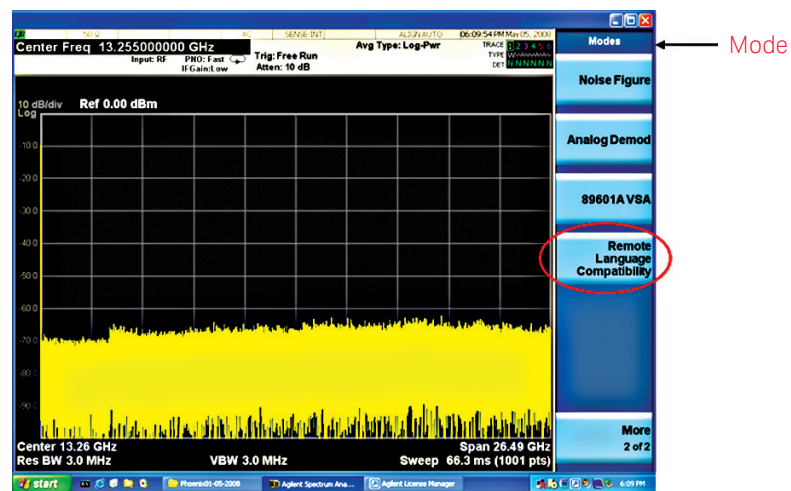 50 Ω AC SENSE:INT ALIGN AUTO 06:09:54 PM May 05, 2008
Center Freq 13.255000000 GHz
Input: RF PNO: Fast
IFGain:Low
Trig: Free Run
Atten: 10 dB
Avg Type: Log-Pwr
TRACE 1 2 3 4 5 6
TYPE
DET N N N N N N
10 dB/div Ref 0.00 dBm
Log
-10.0
-20.0
-30.0
-40.0
-50.0
-60.0
-70.0
-80.0
-90.0
Center 13.26 GHz Span 26.49 GHz
Res BW 3.0 MHz VBW 3.0 MHz Sweep 66.3 ms (1001 pts)
Modes
Noise Figure
Analog Demod
89601A VSA
Remote
Language
Compatibility
More
2 of 2
Mode
start Phoenix01-05-2008 Agilent Spectrum Ana... Agilent License Manager 6:09 PM